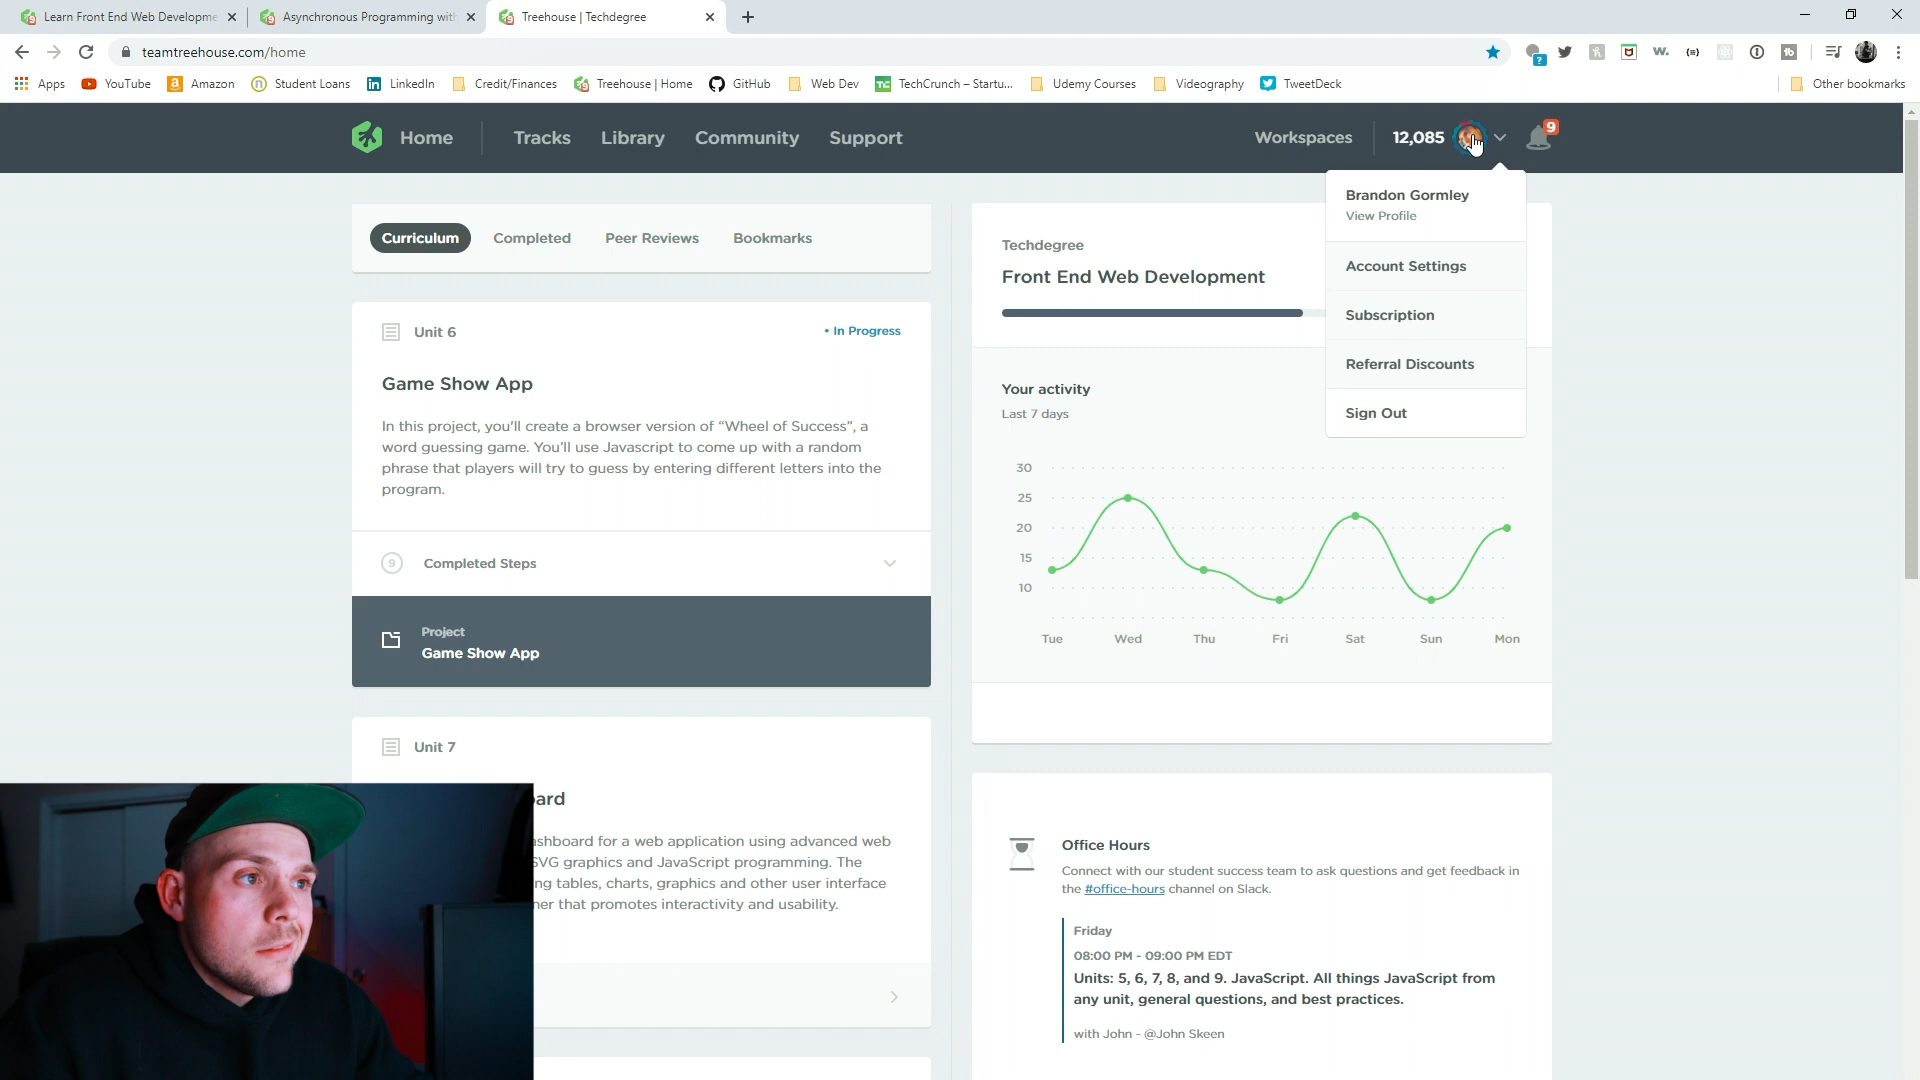 Learn Front End Web Developme
Asynchronous Programming with
Treehouse | Techdegree
teamtreehouse.com/home
Apps
YouTube
Amazon
Student Loans
LinkedIn
Credit/Finances
Treehouse | Home
GitHub
Web Dev
TechCrunch – Startu...
Udemy Courses
Videography
TweetDeck
Other bookmarks
Home
Tracks
Library
Community
Support
Workspaces
12,085
9
Brandon Gormley
View Profile
Account Settings
Subscription
Referral Discounts
Sign Out
Curriculum
Completed
Peer Reviews
Bookmarks
Unit 6
• In Progress
Game Show App
In this project, you'll create a browser version of “Wheel of Success”, a
word guessing game. You’ll use Javascript to come up with a random
phrase that players will try to guess by entering different letters into the
program.
9
Completed Steps
Project
Game Show App
Unit 7
ard
ashboard for a web application using advanced web
SVG graphics and JavaScript programming. The
ng tables, charts, graphics and other user interface
ner that promotes interactivity and usability.
Techdegree
Front End Web Development
Your activity
Last 7 days
30
25
20
15
10
Tue
Wed
Thu
Fri
Sat
Sun
Mon
Office Hours
Connect with our student success team to ask questions and get feedback in
the #office-hours channel on Slack.
Friday
08:00 PM - 09:00 PM EDT
Units: 5, 6, 7, 8, and 9. JavaScript. All things JavaScript from
any unit, general questions, and best practices.
with John - @John Skeen